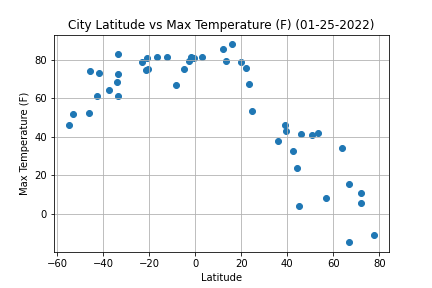 City Latitude vs Max Temperature (F) (01-25-2022)
Max Temperature (F)
80
60
40
20
0
−60 −40 −20 0 20 40 60 80
Latitude